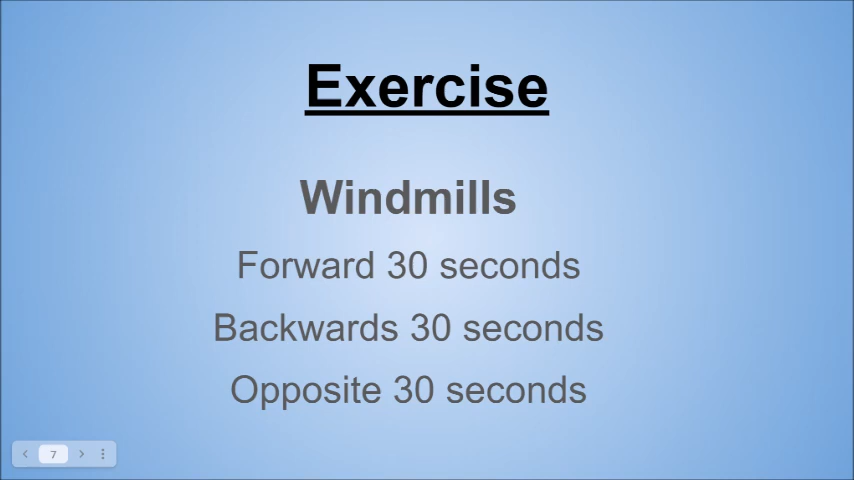 Exercise
Windmills
Forward 30 seconds
Backwards 30 seconds
Opposite 30 seconds
7